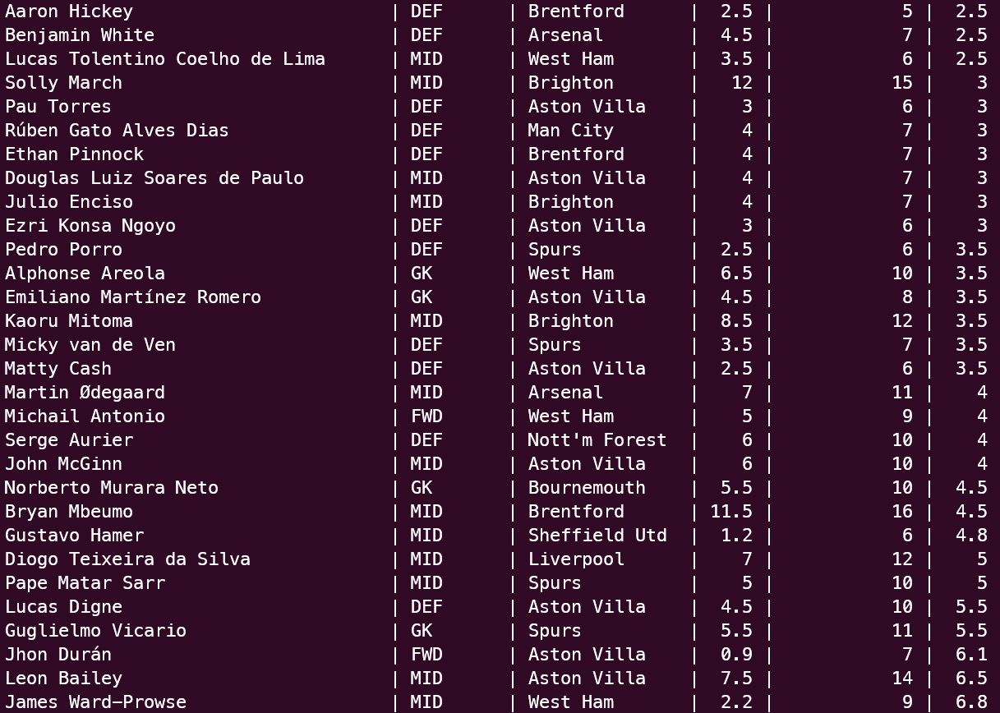 Aaron Hickey | DEF | Brentford | 2.5 | 5 | 2.5
Benjamin White | DEF | Arsenal | 4.5 | 7 | 2.5
Lucas Tolentino Coelho de Lima | MID | West Ham | 3.5 | 6 | 2.5
Solly March | MID | Brighton | 12 | 15 | 3
Pau Torres | DEF | Aston Villa | 3 | 6 | 3
Rúben Gato Alves Dias | DEF | Man City | 4 | 7 | 3
Ethan Pinnock | DEF | Brentford | 4 | 7 | 3
Douglas Luiz Soares de Paulo | MID | Aston Villa | 4 | 7 | 3
Julio Enciso | MID | Brighton | 4 | 7 | 3
Ezri Konsa Ngoyo | DEF | Aston Villa | 3 | 6 | 3
Pedro Porro | DEF | Spurs | 2.5 | 6 | 3.5
Alphonse Areola | GK | West Ham | 6.5 | 10 | 3.5
Emiliano Martínez Romero | GK | Aston Villa | 4.5 | 8 | 3.5
Kaoru Mitoma | MID | Brighton | 8.5 | 12 | 3.5
Micky van de Ven | DEF | Spurs | 3.5 | 7 | 3.5
Matty Cash | DEF | Aston Villa | 2.5 | 6 | 3.5
Martin Ødegaard | MID | Arsenal | 7 | 11 | 4
Michail Antonio | FWD | West Ham | 5 | 9 | 4
Serge Aurier | DEF | Nott'm Forest | 6 | 10 | 4
John McGinn | MID | Aston Villa | 6 | 10 | 4
Norberto Murara Neto | GK | Bournemouth | 5.5 | 10 | 4.5
Bryan Mbeumo | MID | Brentford | 11.5 | 16 | 4.5
Gustavo Hamer | MID | Sheffield Utd | 1.2 | 6 | 4.8
Diogo Teixeira da Silva | MID | Liverpool | 7 | 12 | 5
Pape Matar Sarr | MID | Spurs | 5 | 10 | 5
Lucas Digne | DEF | Aston Villa | 4.5 | 10 | 5.5
Guglielmo Vicario | GK | Spurs | 5.5 | 11 | 5.5
Jhon Durán | FWD | Aston Villa | 0.9 | 7 | 6.1
Leon Bailey | MID | Aston Villa | 7.5 | 14 | 6.5
James Ward-Prowse | MID | West Ham | 2.2 | 9 | 6.8